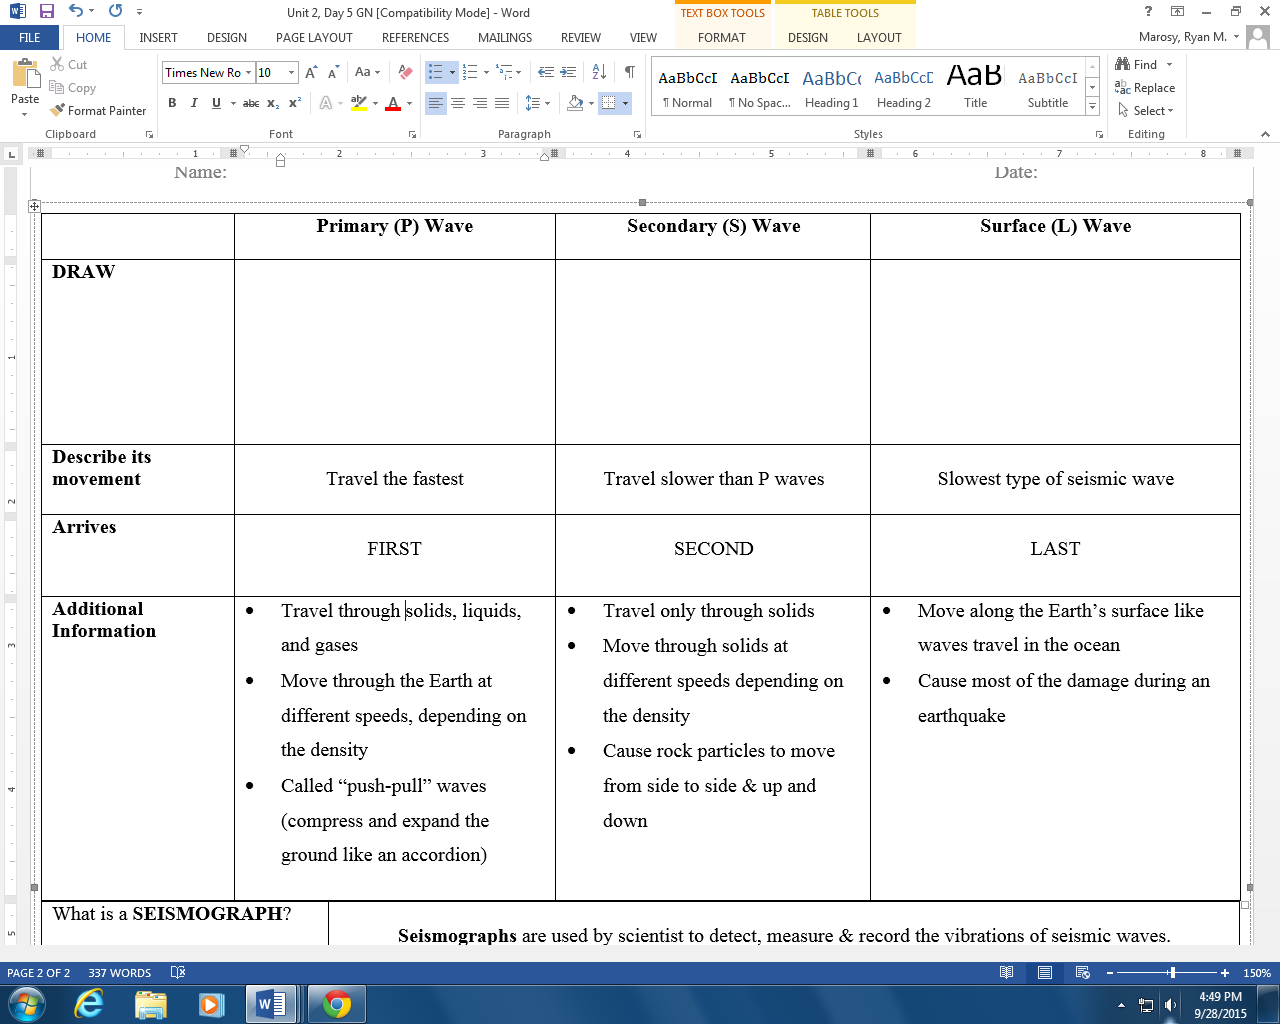 Unit 2, Day 5 GN [Compatibility Mode] - Word
TEXT BOX TOOLS
TABLE TOOLS
FILE HOME INSERT DESIGN PAGE LAYOUT REFERENCES MAILINGS REVIEW VIEW FORMAT DESIGN LAYOUT Marosy, Ryan M.
Paste
Cut
Copy
Format Painter
Clipboard
Times New Ro 10
Font
Paragraph
AaBbCcI AaBbCcI AaBbCc AaBbCcD AaB AaBbCcI
¶ Normal ¶ No Spac... Heading 1 Heading 2 Title Subtitle
Styles
Find
Replace
Select
Editing
1 2 3 4 5 6 7 8
Name: Date:
Primary (P) Wave Secondary (S) Wave Surface (L) Wave
DRAW
Describe its
movement
Travel the fastest Travel slower than P waves Slowest type of seismic wave
Arrives
FIRST SECOND LAST
Additional
Information
• Travel through solids, liquids,
and gases
• Move through the Earth at
different speeds, depending on
the density
• Called “push-pull” waves
(compress and expand the
ground like an accordion)
• Travel only through solids
• Move through solids at
different speeds depending on
the density
• Cause rock particles to move
from side to side & up and
down
• Move along the Earth’s surface like
waves travel in the ocean
• Cause most of the damage during an
earthquake
What is a SEISMOGRAPH?
Seismographs are used by scientist to detect, measure & record the vibrations of seismic waves.
PAGE 2 OF 2 337 WORDS 150%
4:49 PM
9/28/2015